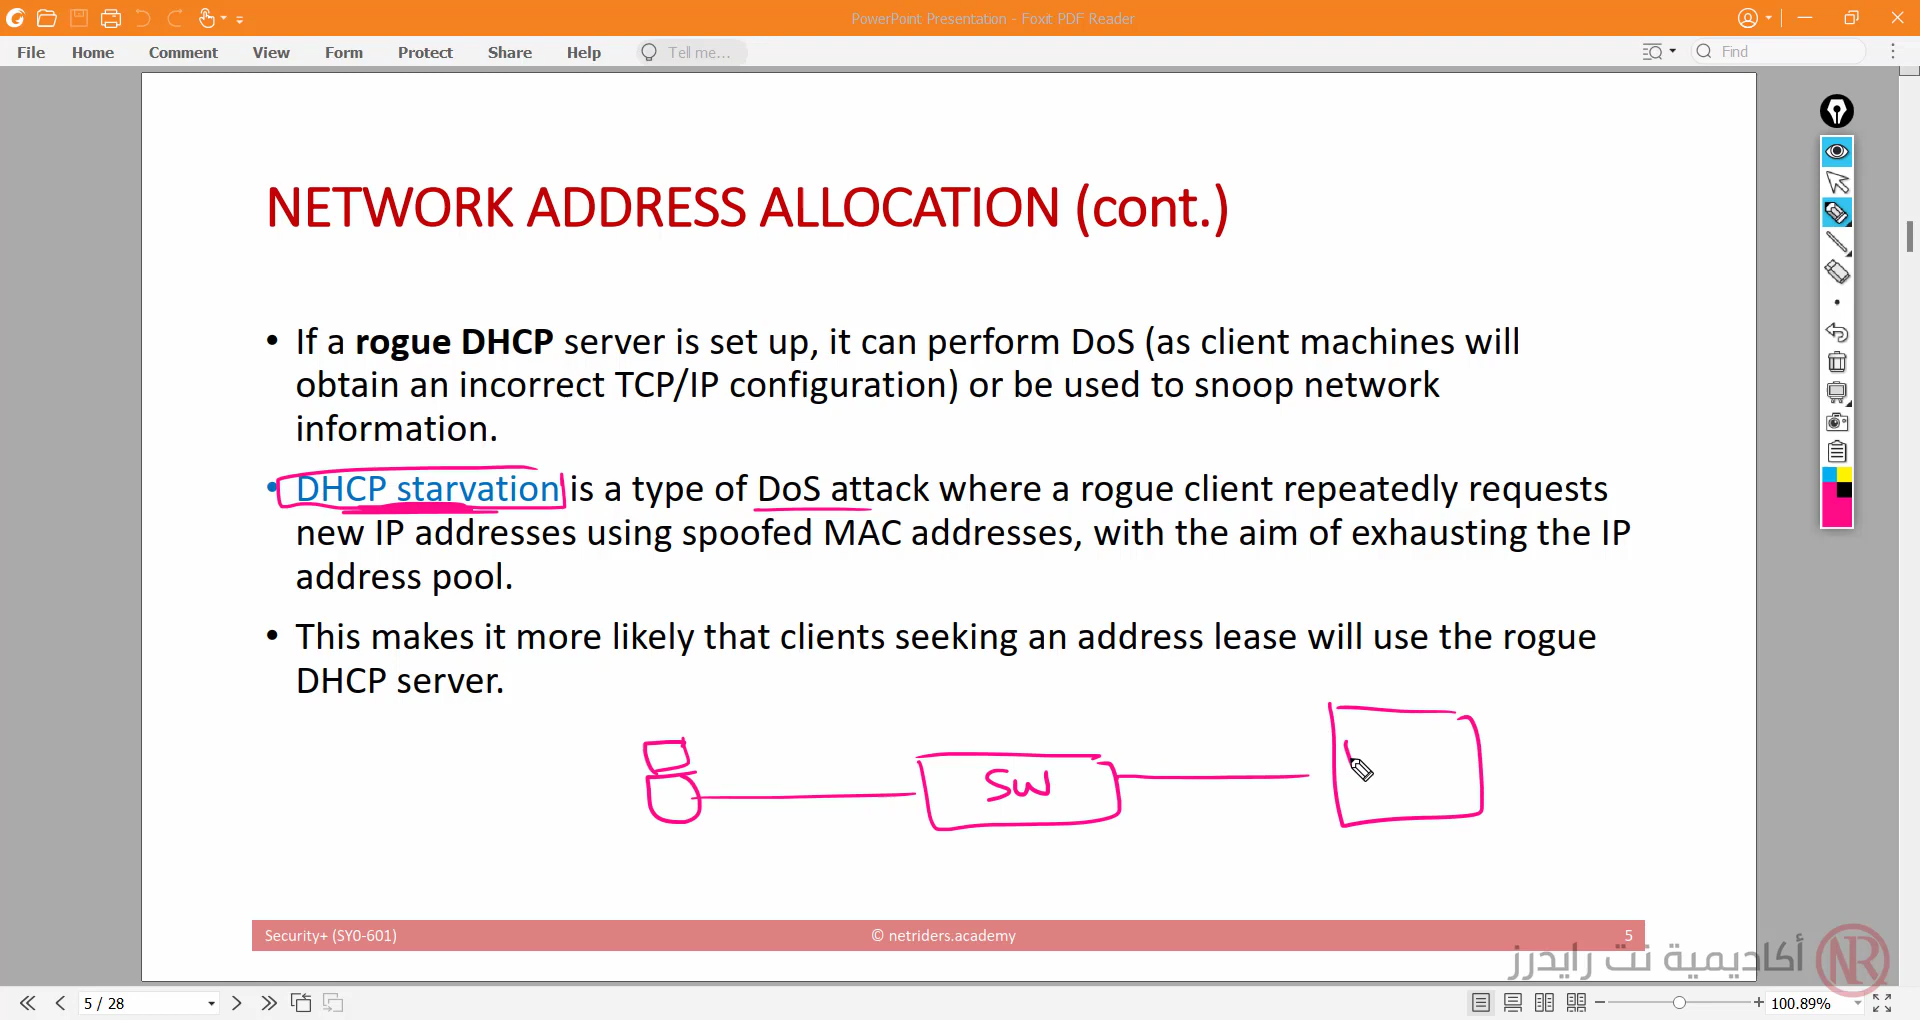 PowerPoint Presentation - Foxit PDF Reader
File Home Comment View Form Protect Share Help Tell me... Find
NETWORK ADDRESS ALLOCATION (cont.)
• If a rogue DHCP server is set up, it can perform DoS (as client machines will
obtain an incorrect TCP/IP configuration) or be used to snoop network
information.
• DHCP starvation is a type of DoS attack where a rogue client repeatedly requests
new IP addresses using spoofed MAC addresses, with the aim of exhausting the IP
address pool.
• This makes it more likely that clients seeking an address lease will use the rogue
DHCP server.
SW
Security+ (SY0-601) © netriders.academy 5
أكاديمية نت رايدرز NR
5 / 28 100.89%